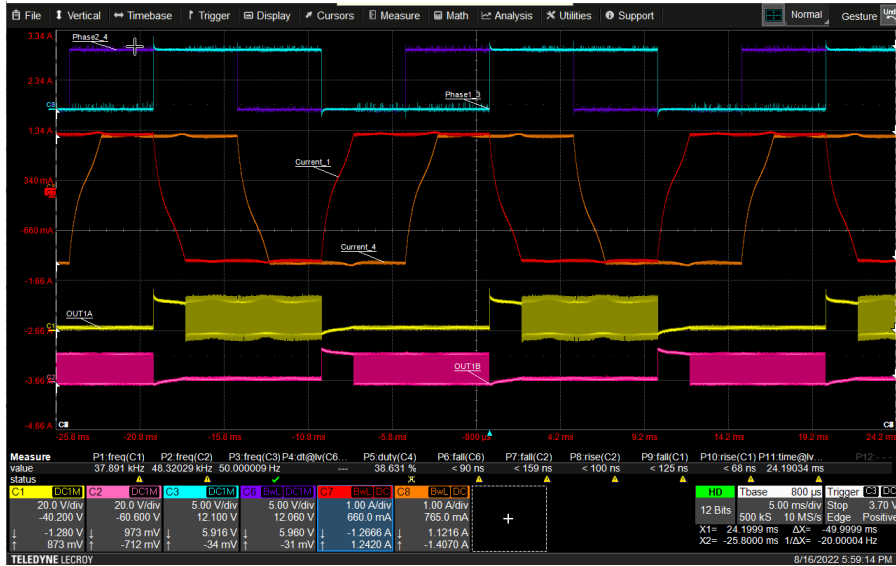 File Vertical Timebase Trigger Display Cursors Measure Math Analysis Utilities Support Normal Gesture
3.34 A
Phase2_4
2.34 A
Phase1_3
C3
1.34 A
Current_1
340 mA
-660 mA
Current_4
-1.66 A
OUT1A
C1
-2.66 A
OUT1B
C2
-3.66 A
-4.66 A
-25.8 ms -20.8 ms -15.8 ms -10.8 ms -5.8 ms -800 µs 4.2 ms 9.2 ms 14.2 ms 19.2 ms 24.2 ms
Measure P1:freq(C1) P2:freq(C2) P3:freq(C3) P4:dt@lv(C6... P5:duty(C4) P6:fall(C6) P7:fall(C2) P8:rise(C2) P9:fall(C1) P10:rise(C1) P11:time@lv... P12:- - -
value 37.891 kHz 48.32029 kHz 50.000009 Hz --- 38.631 % < 90 ns < 159 ns < 100 ns < 125 ns < 68 ns 24.19034 ms
status
C1 DC1M C2 DC1M C3 DC1M C6 BwL DC1M C7 BwL DC C8 BwL DC HD Tbase 800 µs Trigger C3 DC
20.0 V/div 20.0 V/div 5.00 V/div 5.00 V/div 1.00 A/div 1.00 A/div 12 Bits 5.00 ms/div Stop 3.70 V
-40.200 V -60.600 V 12.100 V 12.060 V 660.0 mA 765.0 mA 500 kS 10 MS/s Edge Positive
-1.280 V 973 mV 5.916 V 5.960 V -1.2666 A 1.1216 A X1= 24.1999 ms ΔX= -49.9999 ms
873 mV -712 mV -34 mV -31 mV 1.2420 A -1.4070 A X2= -25.8000 ms 1/ΔX= -20.00004 Hz
TELEDYNE LECROY 8/16/2022 5:59:14 PM